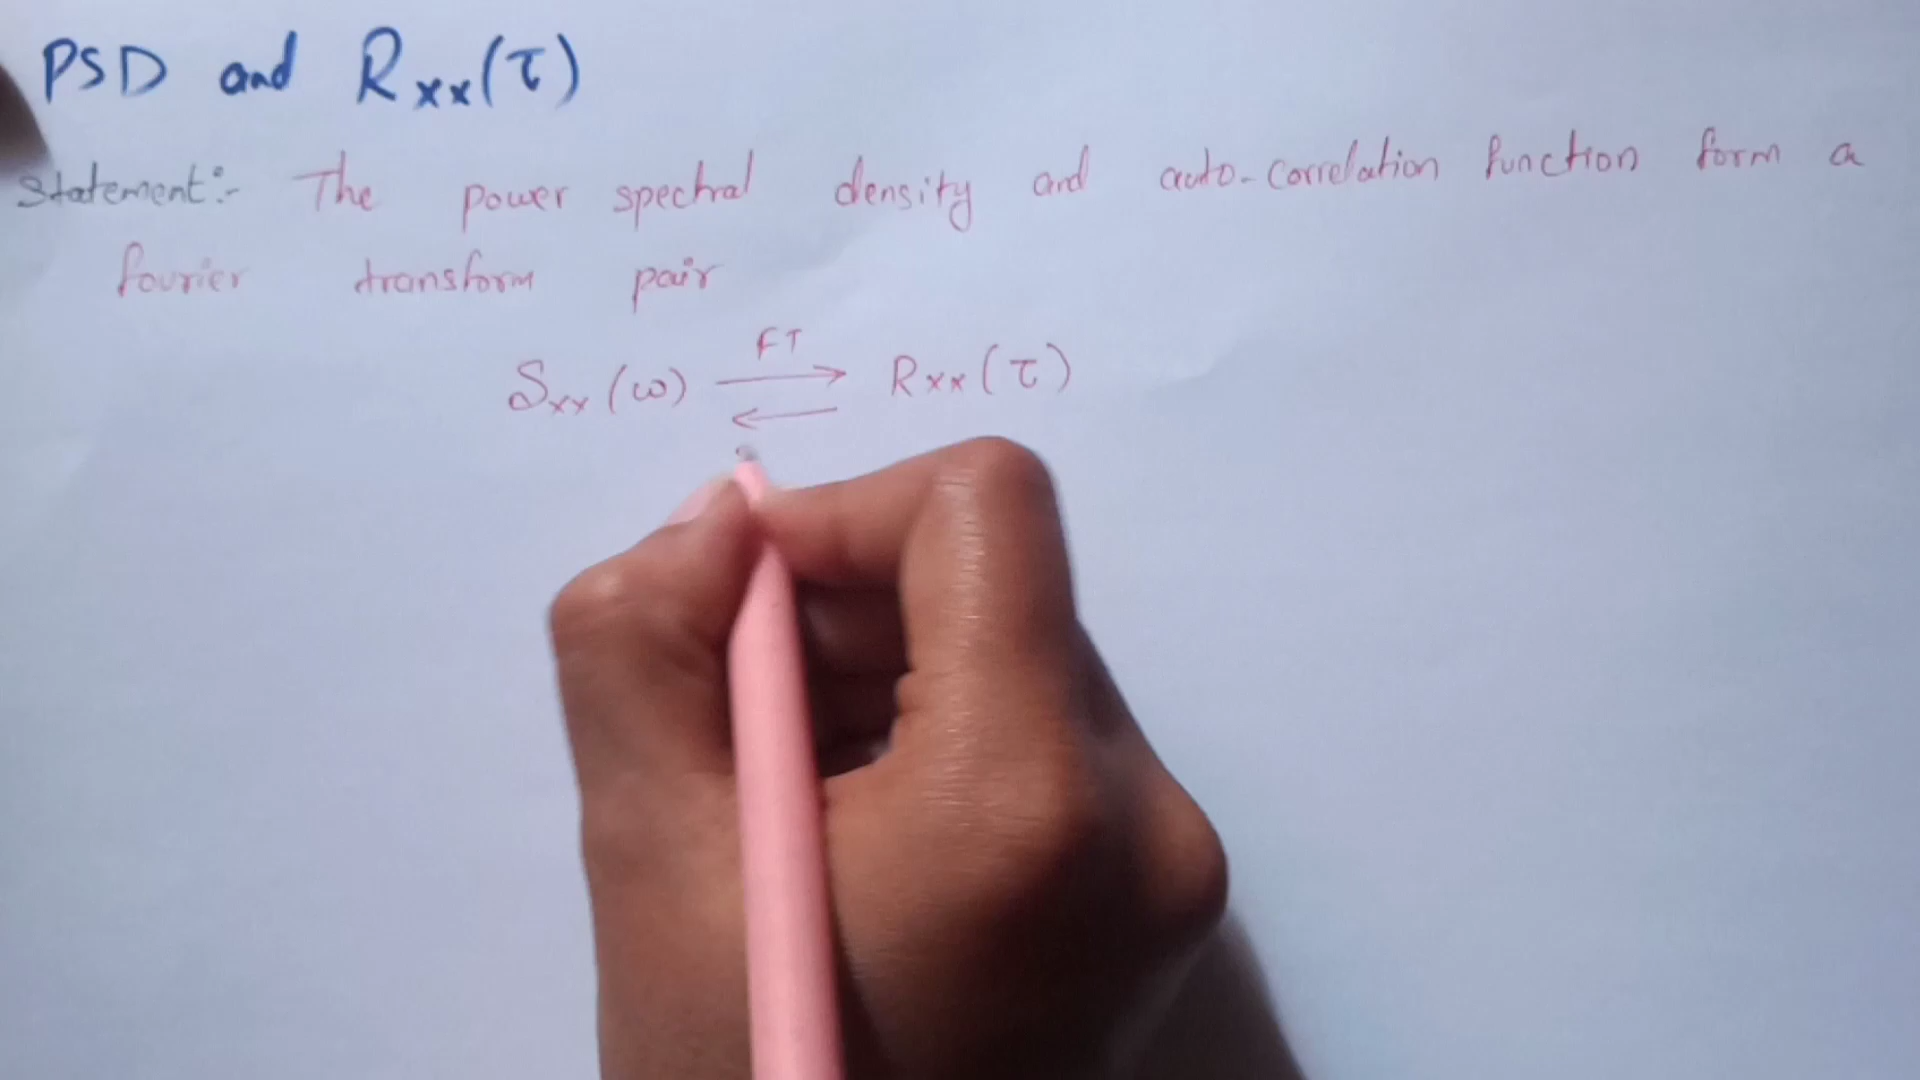 PSD and Rxx(τ)
Statement:- The power spectral density and auto-correlation function form a
fourier transform pair
FT
Sxx(ω) ⟶ Rxx(τ)
⟵